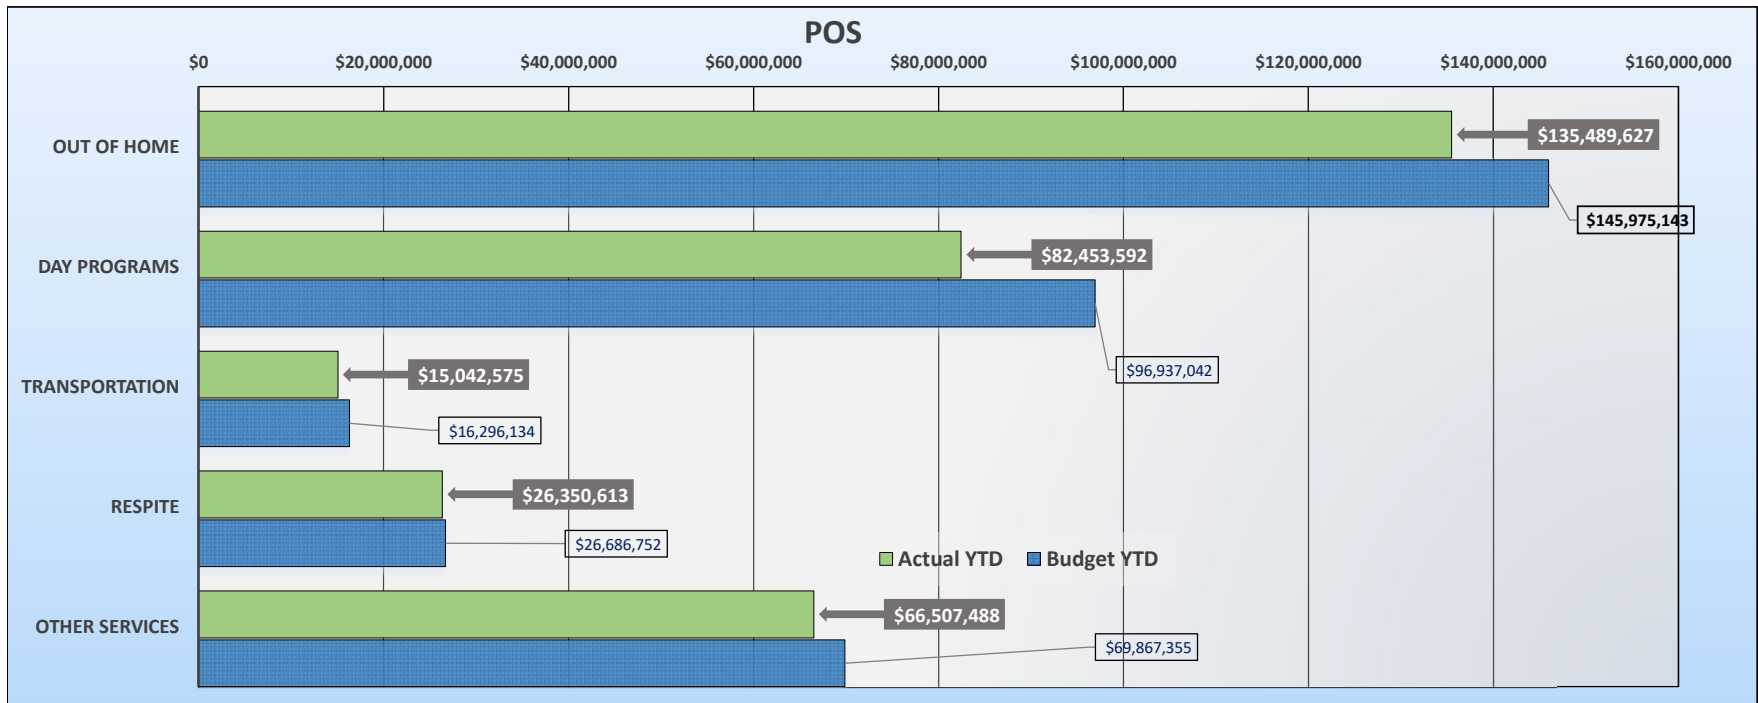 POS
$0 $20,000,000 $40,000,000 $60,000,000 $80,000,000 $100,000,000 $120,000,000 $140,000,000 $160,000,000
OUT OF HOME
$135,489,627
$145,975,143
DAY PROGRAMS
$82,453,592
$96,937,042
TRANSPORTATION
$15,042,575
$16,296,134
RESPITE
$26,350,613
$26,686,752
Actual YTD Budget YTD
OTHER SERVICES
$66,507,488
$69,867,355